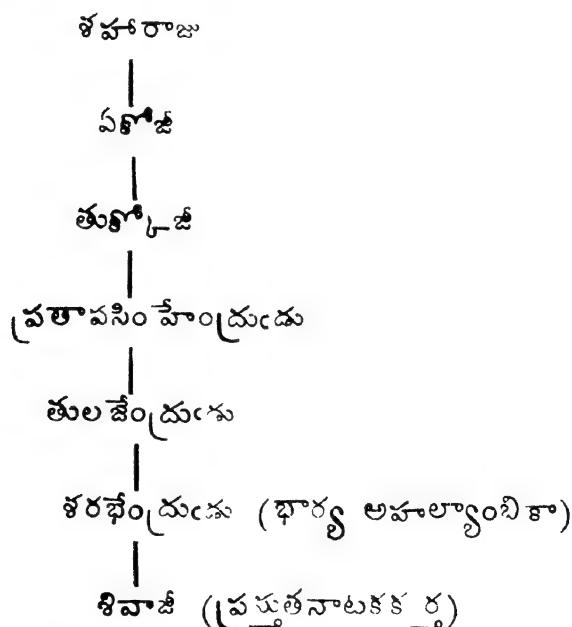 శహారాజు
ఏకోజీ
తుక్కోజీ
ప్రతాపసింహేంద్రుఁడు
తులజేంద్రుఁడు
శరభేంద్రుఁడు (భార్య అహల్యాంబికా)
శివాజీ (ప్రస్తుతనాటకకర్త)